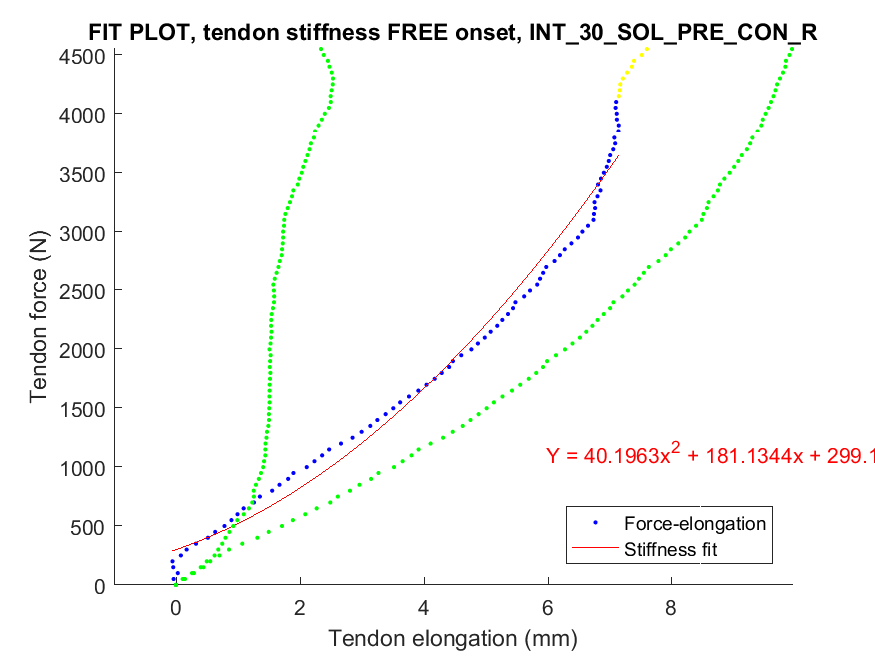 FIT PLOT, tendon stiffness FREE onset, INT_30_SOL_PRE_CON_R
4500
4000
3500
3000
2500
2000
1500
1000
500
0
Tendon force (N)
Y = 40.1963x² + 181.1344x + 299.1
Force-elongation
Stiffness fit
0 2 4 6 8
Tendon elongation (mm)